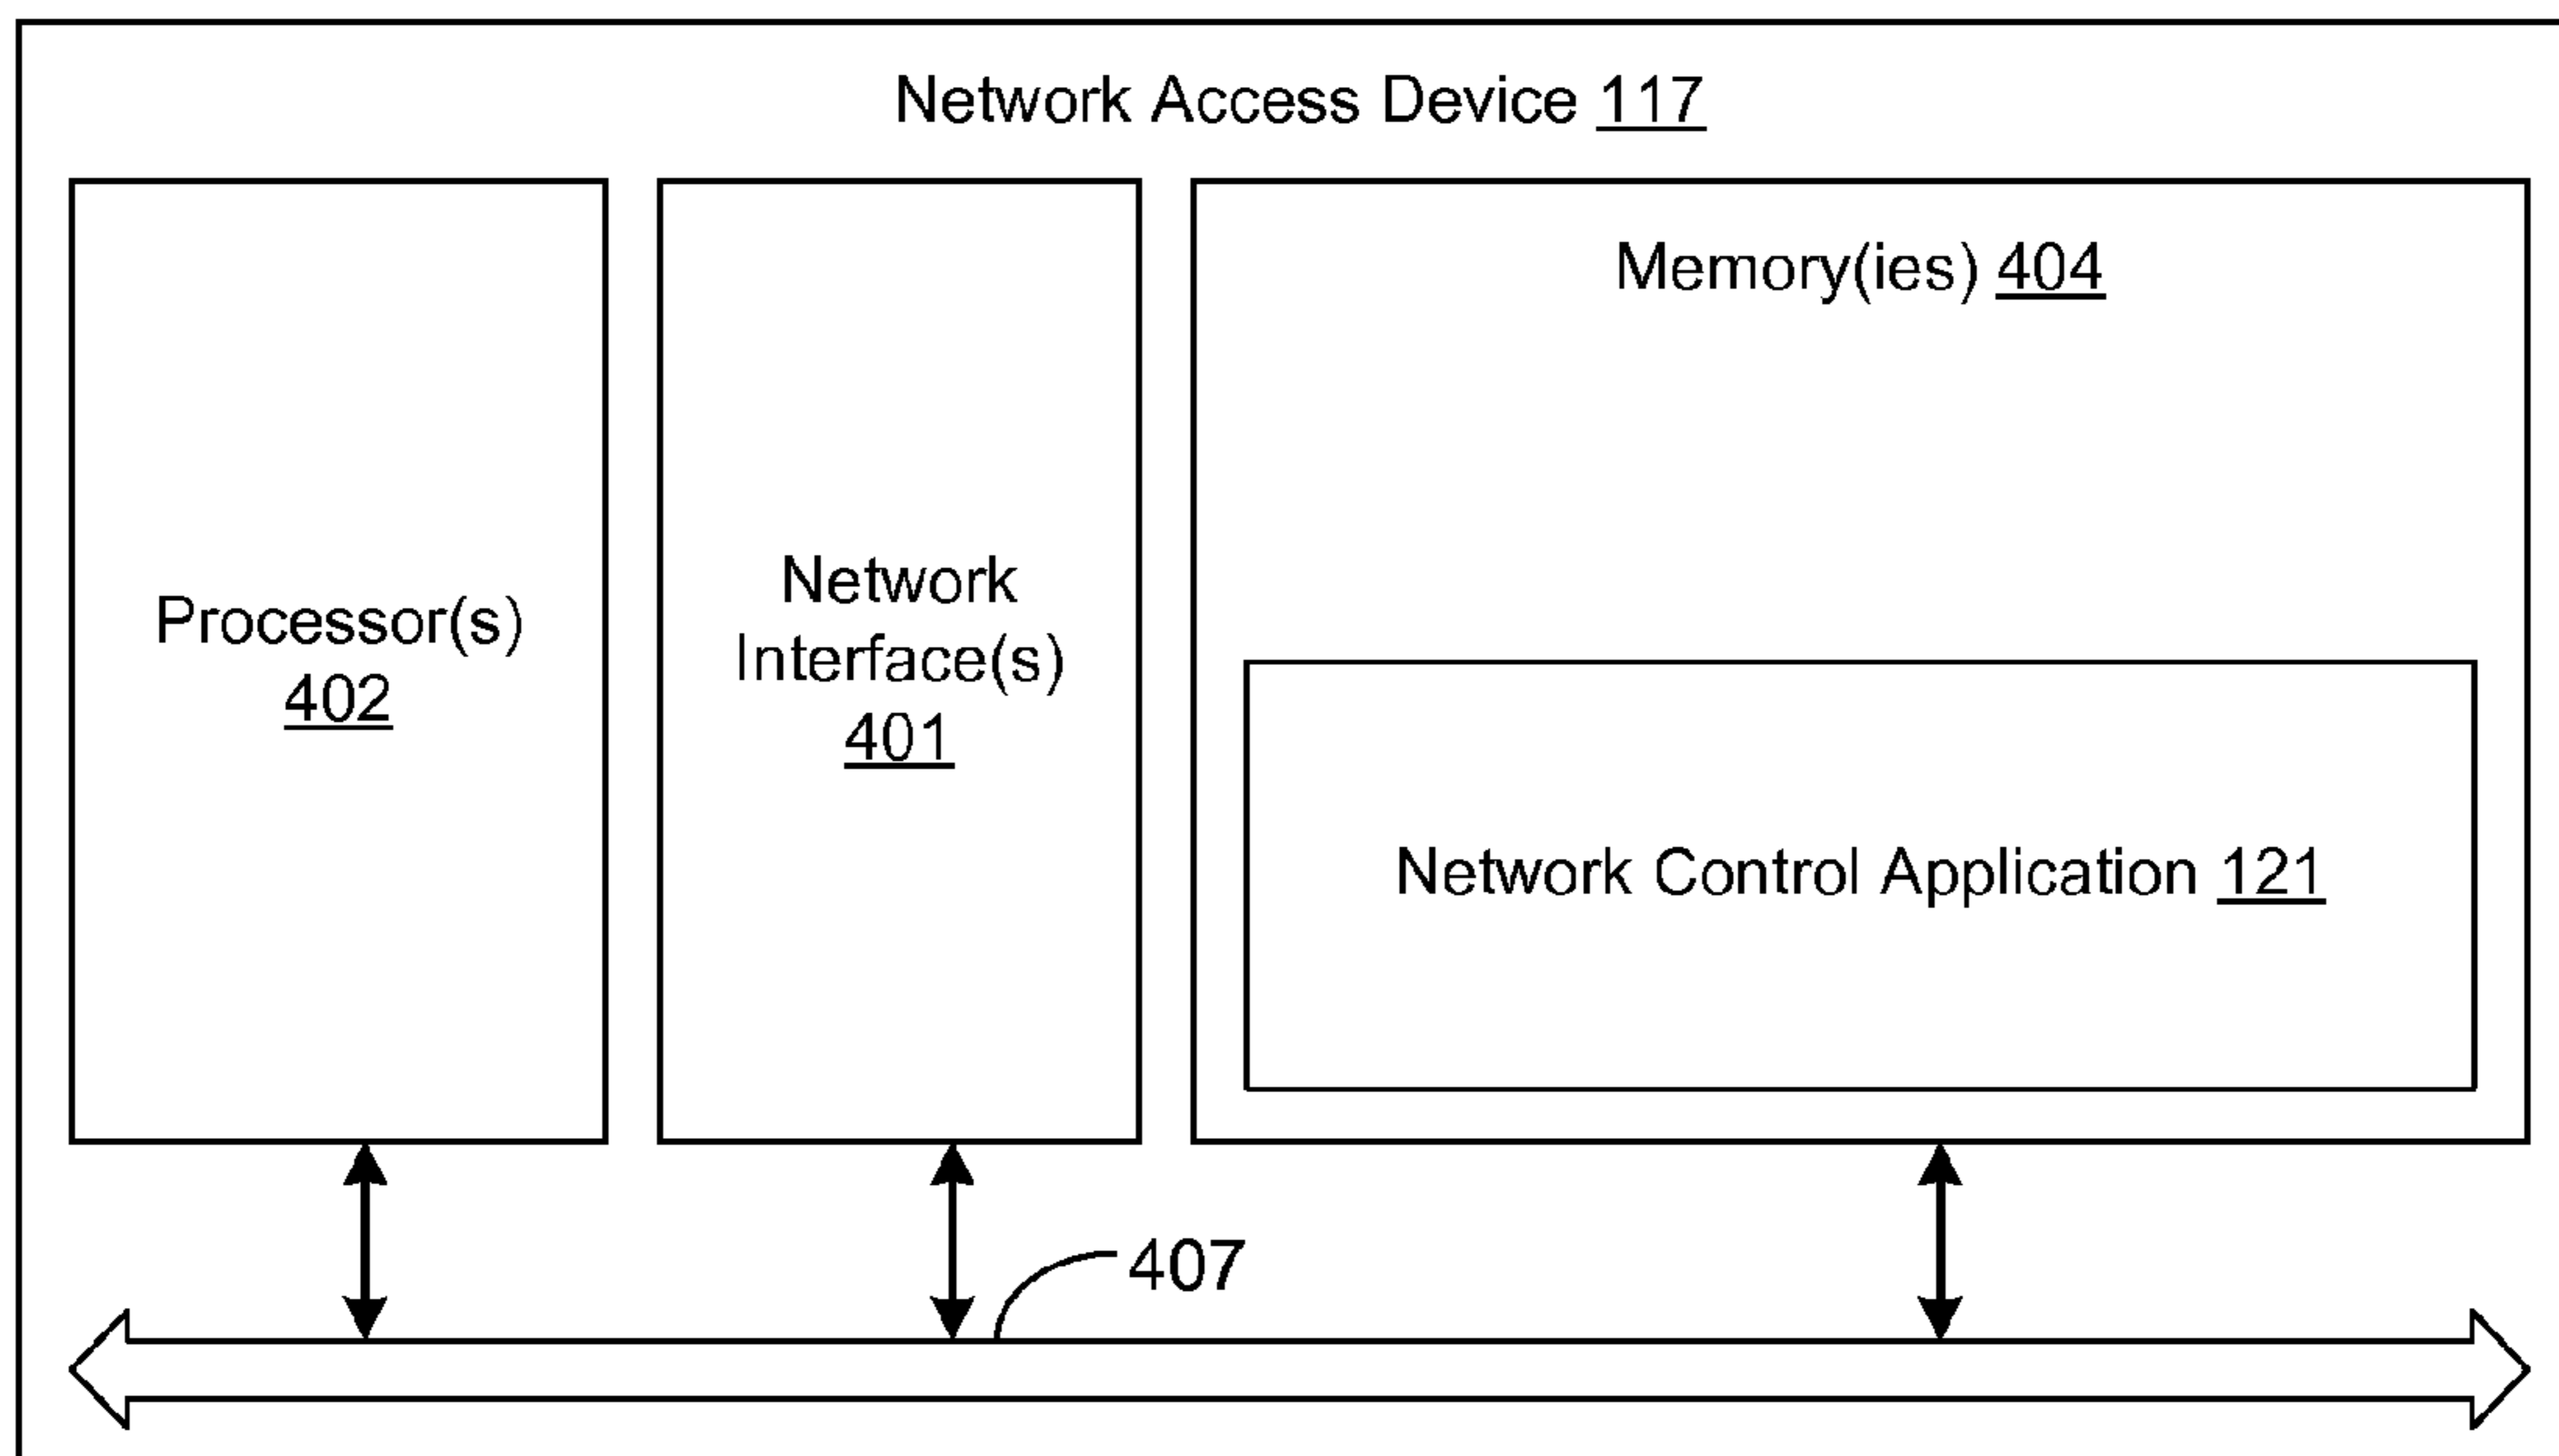 Network Access Device 117
Processor(s)
402
Network
Interface(s)
401
Memory(ies) 404
Network Control Application 121
407